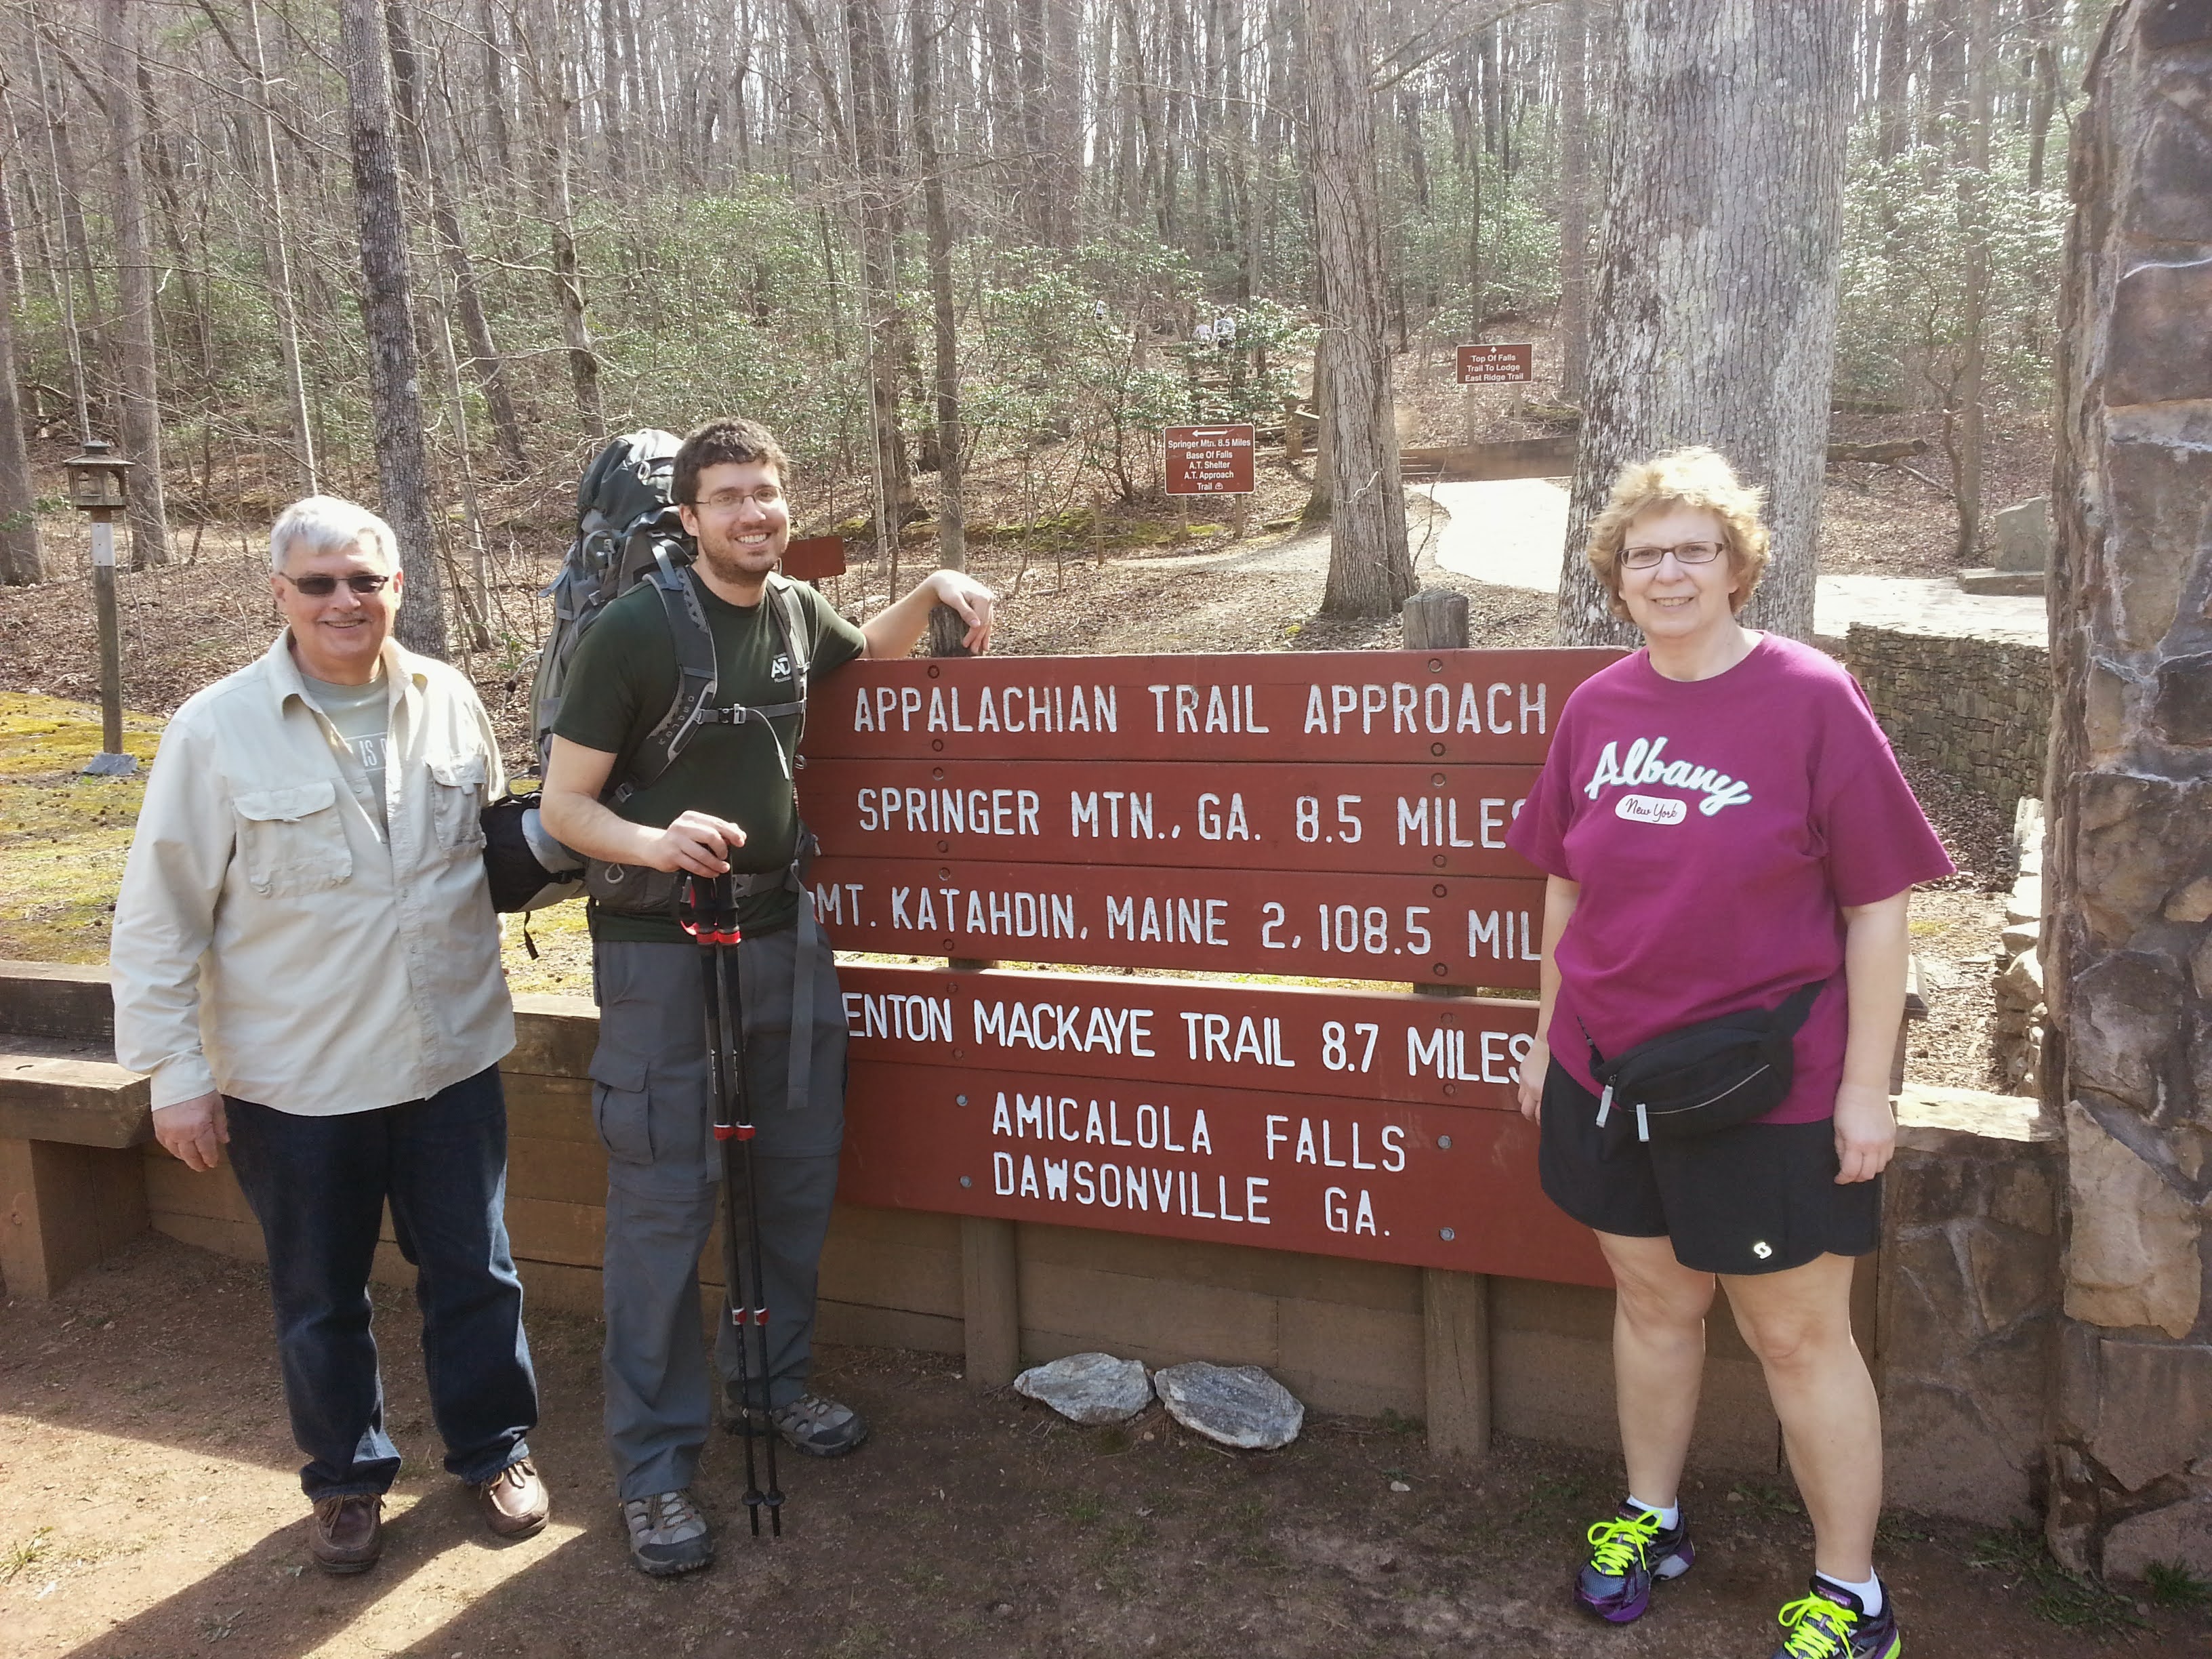 Top Of Falls
Trail To Lodge
East Ridge Trail
Springer Mtn. 8.5 Miles
Base Of Falls
A.T. Shelter
A.T. Approach
Trail
APPALACHIAN TRAIL APPROACH
SPRINGER MTN., GA. 8.5 MILES
MT. KATAHDIN, MAINE 2,108.5 MIL
ENTON MACKAYE TRAIL 8.7 MILES
AMICALOLA FALLS
DAWSONVILLE GA.
Albany
New York
IS
AD